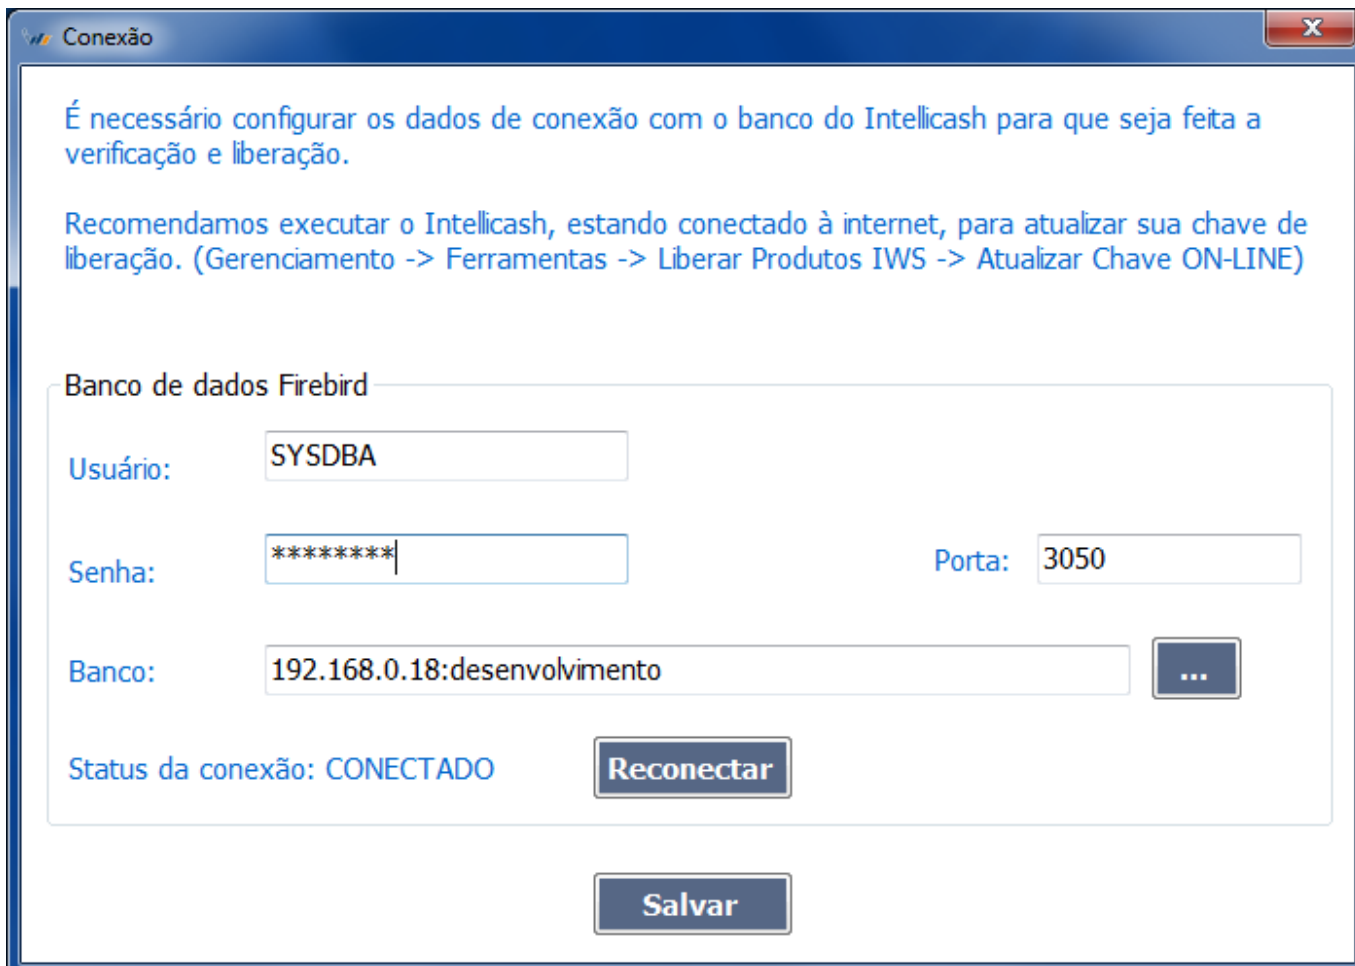 Conexão
É necessário configurar os dados de conexão com o banco do Intellicash para que seja feita a
verificação e liberação.
Recomendamos executar o Intellicash, estando conectado à internet, para atualizar sua chave de
liberação. (Gerenciamento -> Ferramentas -> Liberar Produtos IWS -> Atualizar Chave ON-LINE)
Banco de dados Firebird
Usuário: SYSDBA
Senha: ******** Porta: 3050
Banco: 192.168.0.18:desenvolvimento ...
Status da conexão: CONECTADO Reconectar
Salvar